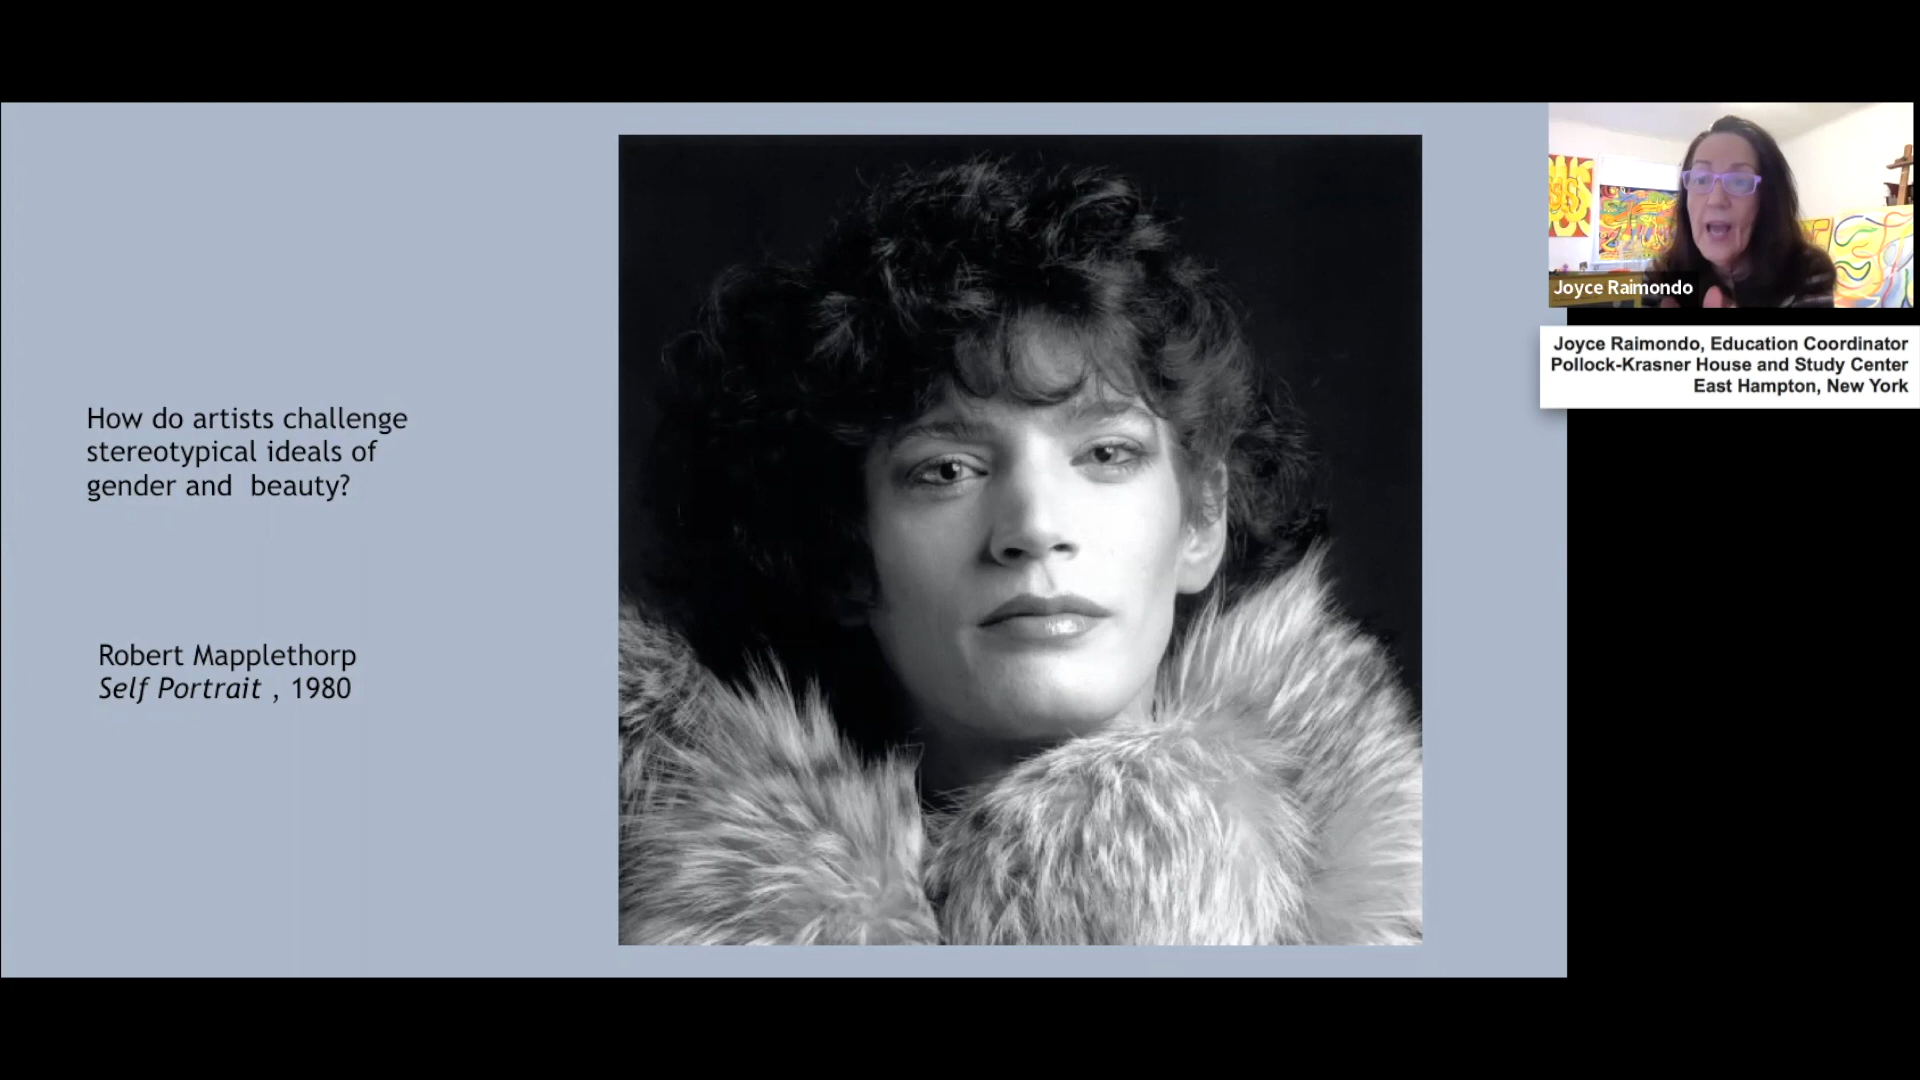 How do artists challenge
stereotypical ideals of
gender and  beauty?
Robert Mapplethorp
Self Portrait , 1980
Joyce Raimondo
Joyce Raimondo, Education Coordinator
Pollock-Krasner House and Study Center
East Hampton, New York